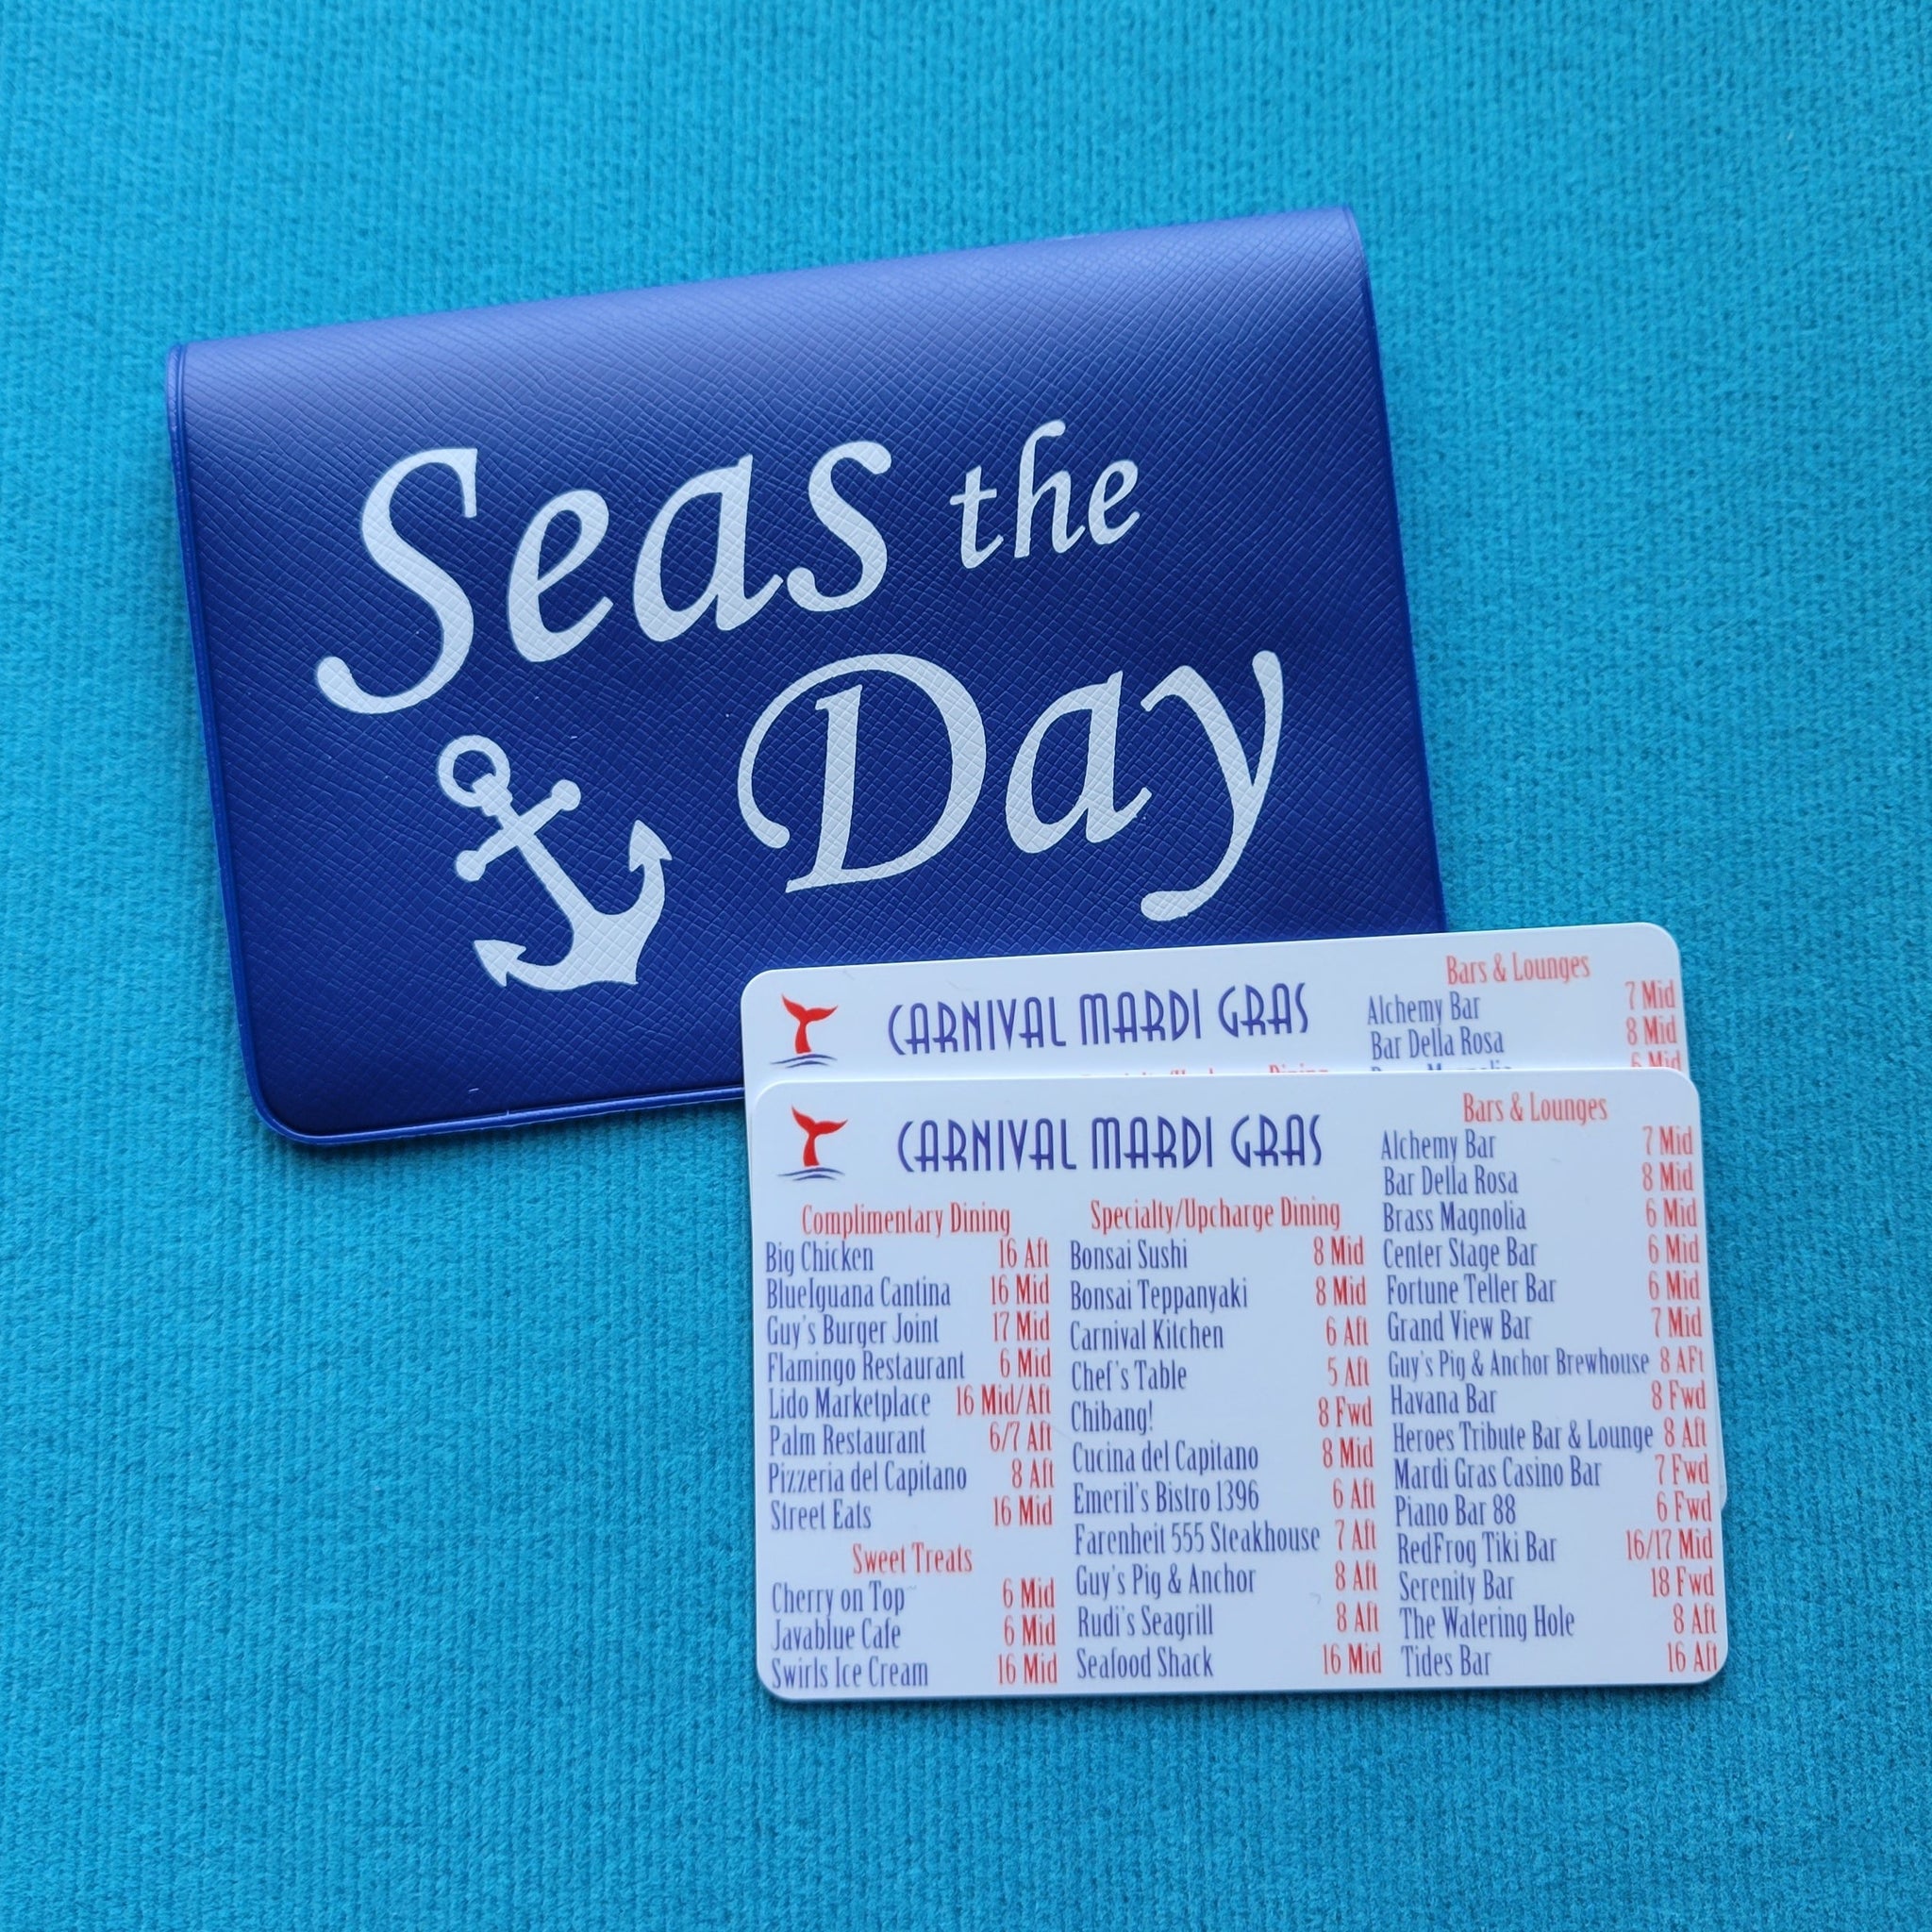 Seas the
Day
CARNIVAL MARDI GRAS
Bars & Lounges
Alchemy Bar 7 Mid
Bar Della Rosa 8 Mid
6 Mid
CARNIVAL MARDI GRAS
Complimentary Dining
Big Chicken 16 Aft
BlueIguana Cantina 16 Mid
Guy's Burger Joint 17 Mid
Flamingo Restaurant 6 Mid
Lido Marketplace 16 Mid/Aft
Palm Restaurant 6/7 Aft
Pizzeria del Capitano 8 Aft
Street Eats 16 Mid
Sweet Treats
Cherry on Top 6 Mid
Javablue Cafe 6 Mid
Swirls Ice Cream 16 Mid
Specialty/Upcharge Dining
Bonsai Sushi 8 Mid
Bonsai Teppanyaki 8 Mid
Carnival Kitchen 6 Aft
Chef's Table 5 Aft
Chibang! 8 Fwd
Cucina del Capitano 8 Mid
Emeril's Bistro 1396 6 Aft
Farenheit 555 Steakhouse 7 Aft
Guy's Pig & Anchor 8 Aft
Rudi's Seagrill 8 Aft
Seafood Shack 16 Mid
Bars & Lounges
Alchemy Bar 7 Mid
Bar Della Rosa 8 Mid
Brass Magnolia 6 Mid
Center Stage Bar 6 Mid
Fortune Teller Bar 6 Mid
Grand View Bar 7 Mid
Guy's Pig & Anchor Brewhouse 8 AFt
Havana Bar 8 Fwd
Heroes Tribute Bar & Lounge 8 Aft
Mardi Gras Casino Bar 7 Fwd
Piano Bar 88 6 Fwd
RedFrog Tiki Bar 16/17 Mid
Serenity Bar 18 Fwd
The Watering Hole 8 Aft
Tides Bar 16 Aft